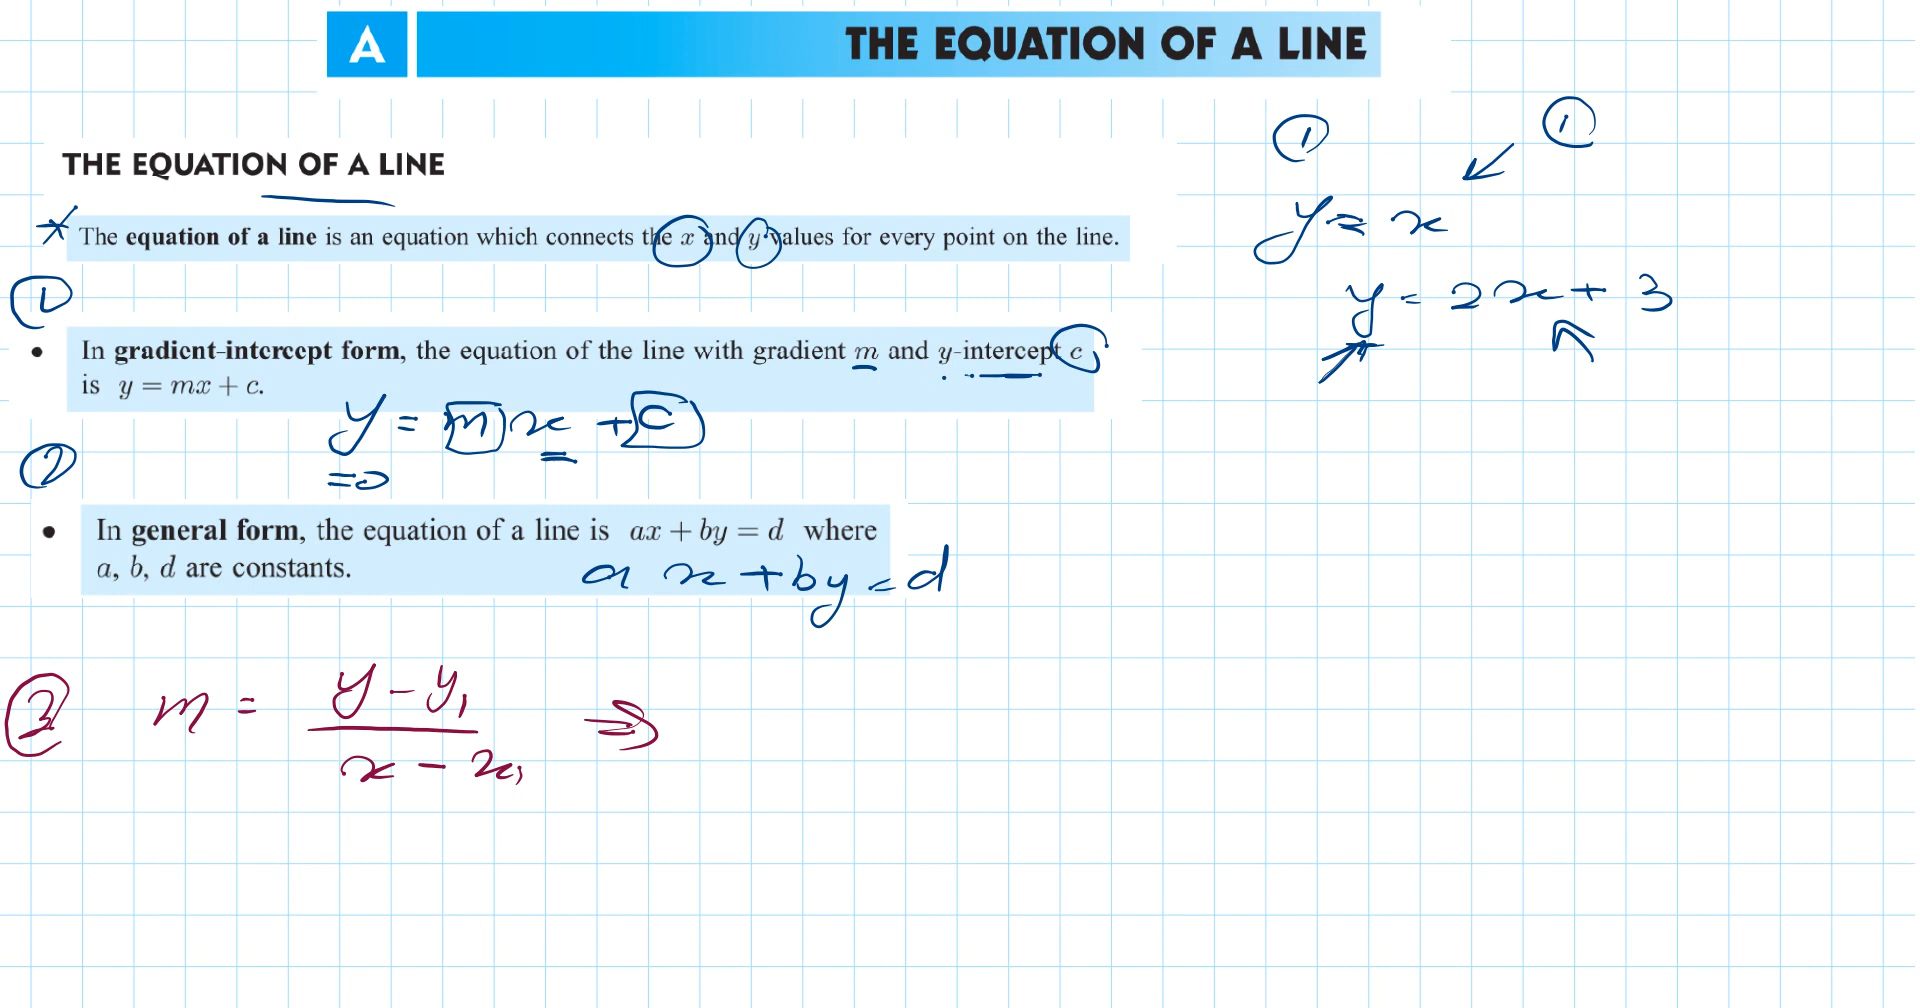 A THE EQUATION OF A LINE
THE EQUATION OF A LINE
The equation of a line is an equation which connects the x and y values for every point on the line.
①
• In gradient-intercept form, the equation of the line with gradient m and y-intercept c
is y = mx + c.
y = mx + c
=0
②
• In general form, the equation of a line is ax + by = d where
a, b, d are constants.
ax + by = d
③ m = y - y₁
x - x₁
⇒
① ①
y = x
y = 2x + 3